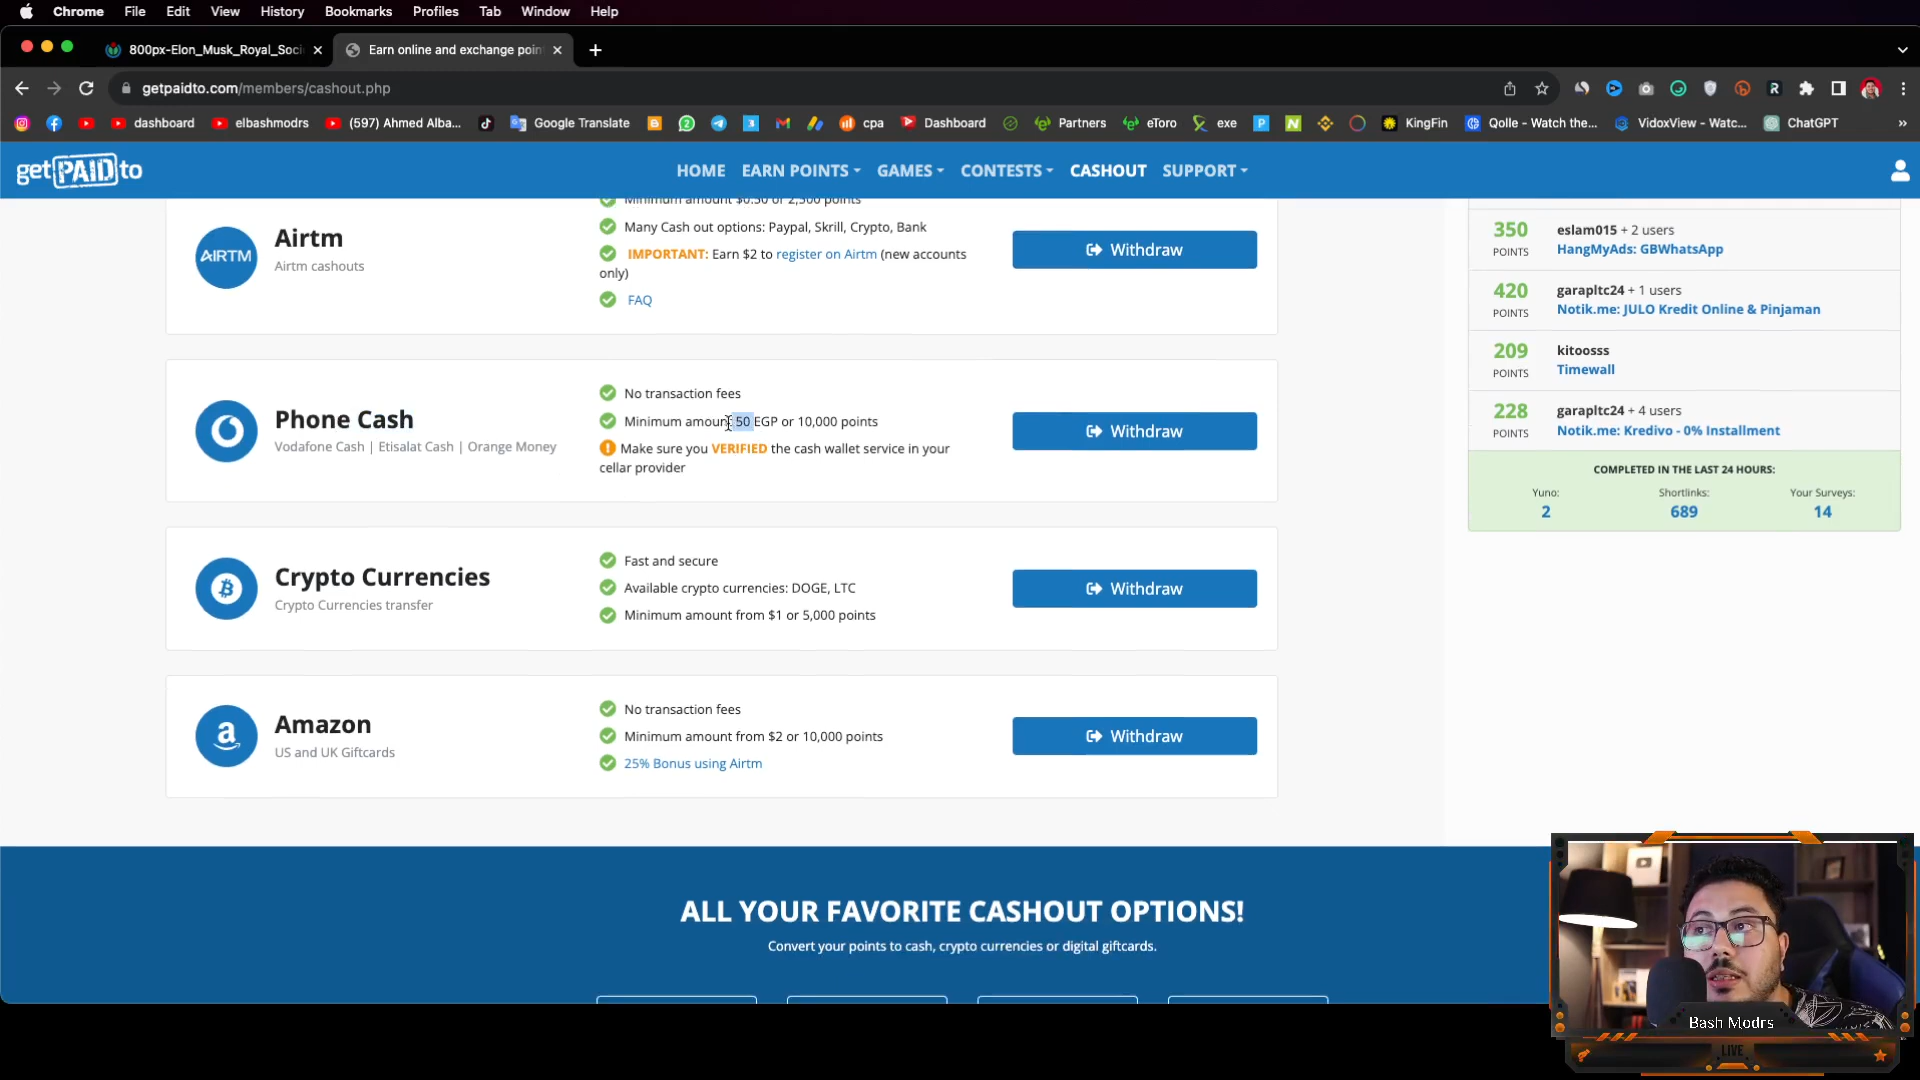 Chrome File Edit View History Bookmarks Profiles Tab Window Help
800px-Elon_Musk_Royal_Soci
Earn online and exchange poin
getpaidto.com/members/cashout.php
dashboard elbashmodrs (597) Ahmed Alba... Google Translate cpa Dashboard Partners eToro exe KingFin Qolle - Watch the... VidoxView - Watc... ChatGPT
getPAIDto
HOME EARN POINTS GAMES CONTESTS CASHOUT SUPPORT
Minimum amount $0.50 or 2,500 points
AIRTM
Airtm
Airtm cashouts
Many Cash out options: Paypal, Skrill, Crypto, Bank
IMPORTANT: Earn $2 to register on Airtm (new accounts
only)
FAQ
Withdraw
Phone Cash
Vodafone Cash | Etisalat Cash | Orange Money
No transaction fees
Minimum amount 50 EGP or 10,000 points
Make sure you VERIFIED the cash wallet service in your
cellar provider
Withdraw
Crypto Currencies
Crypto Currencies transfer
Fast and secure
Available crypto currencies: DOGE, LTC
Minimum amount from $1 or 5,000 points
Withdraw
Amazon
US and UK Giftcards
No transaction fees
Minimum amount from $2 or 10,000 points
25% Bonus using Airtm
Withdraw
350 POINTS
eslam015 + 2 users
HangMyAds: GBWhatsApp
420 POINTS
garapltc24 + 1 users
Notik.me: JULO Kredit Online & Pinjaman
209 POINTS
kitoosss
Timewall
228 POINTS
garapltc24 + 4 users
Notik.me: Kredivo - 0% Installment
COMPLETED IN THE LAST 24 HOURS:
Yuno: Shortlinks: Your Surveys:
2 689 14
ALL YOUR FAVORITE CASHOUT OPTIONS!
Convert your points to cash, crypto currencies or digital giftcards.
Bash Modrs
LIVE